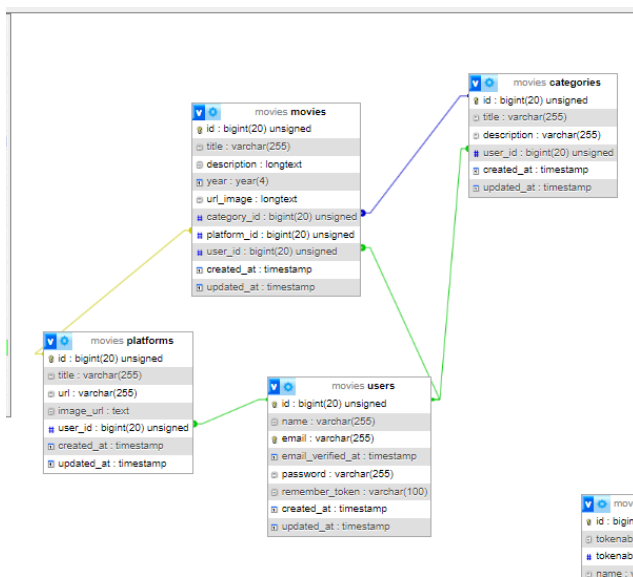 movies movies
id : bigint(20) unsigned
title : varchar(255)
description : longtext
year : year(4)
url_image : longtext
category_id : bigint(20) unsigned
platform_id : bigint(20) unsigned
user_id : bigint(20) unsigned
created_at : timestamp
updated_at : timestamp
movies categories
id : bigint(20) unsigned
title : varchar(255)
description : varchar(255)
user_id : bigint(20) unsigned
created_at : timestamp
updated_at : timestamp
movies platforms
id : bigint(20) unsigned
title : varchar(255)
url : varchar(255)
image_url : text
user_id : bigint(20) unsigned
created_at : timestamp
updated_at : timestamp
movies users
id : bigint(20) unsigned
name : varchar(255)
email : varchar(255)
email_verified_at : timestamp
password : varchar(255)
remember_token : varchar(100)
created_at : timestamp
updated_at : timestamp
id :
name :